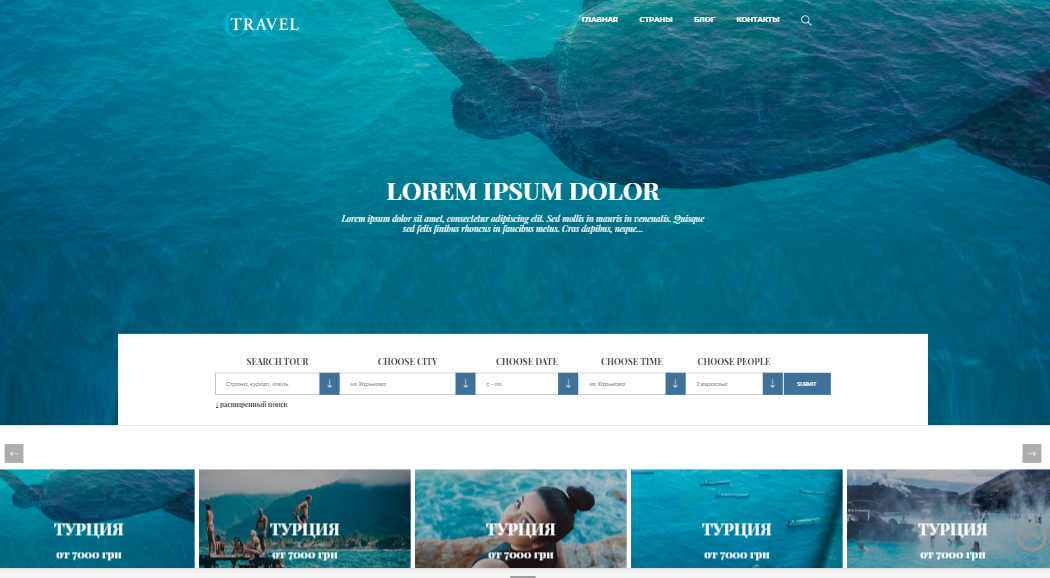 TRAVEL
ГЛАВНАЯ СТРАНЫ БЛОГ КОНТАКТЫ
LOREM IPSUM DOLOR
Lorem ipsum dolor sit amet, consectetur adipiscing elit. Sed mollis in mauris in venenatis. Quisque
sed felis finibus rhoncus in faucibus metus. Cras dapibus, neque...
SEARCH TOUR CHOOSE CITY CHOOSE DATE CHOOSE TIME CHOOSE PEOPLE
Страна, курорт, отель ↓ из Харькова ↓ с - по ↓ из Харькова ↓ 2 взрослых ↓ SUBMIT
↓ расширенный поиск
← →
ТУРЦИЯ ТУРЦИЯ ТУРЦИЯ ТУРЦИЯ ТУРЦИЯ
от 7000 грн от 7000 грн от 7000 грн от 7000 грн от 7000 грн